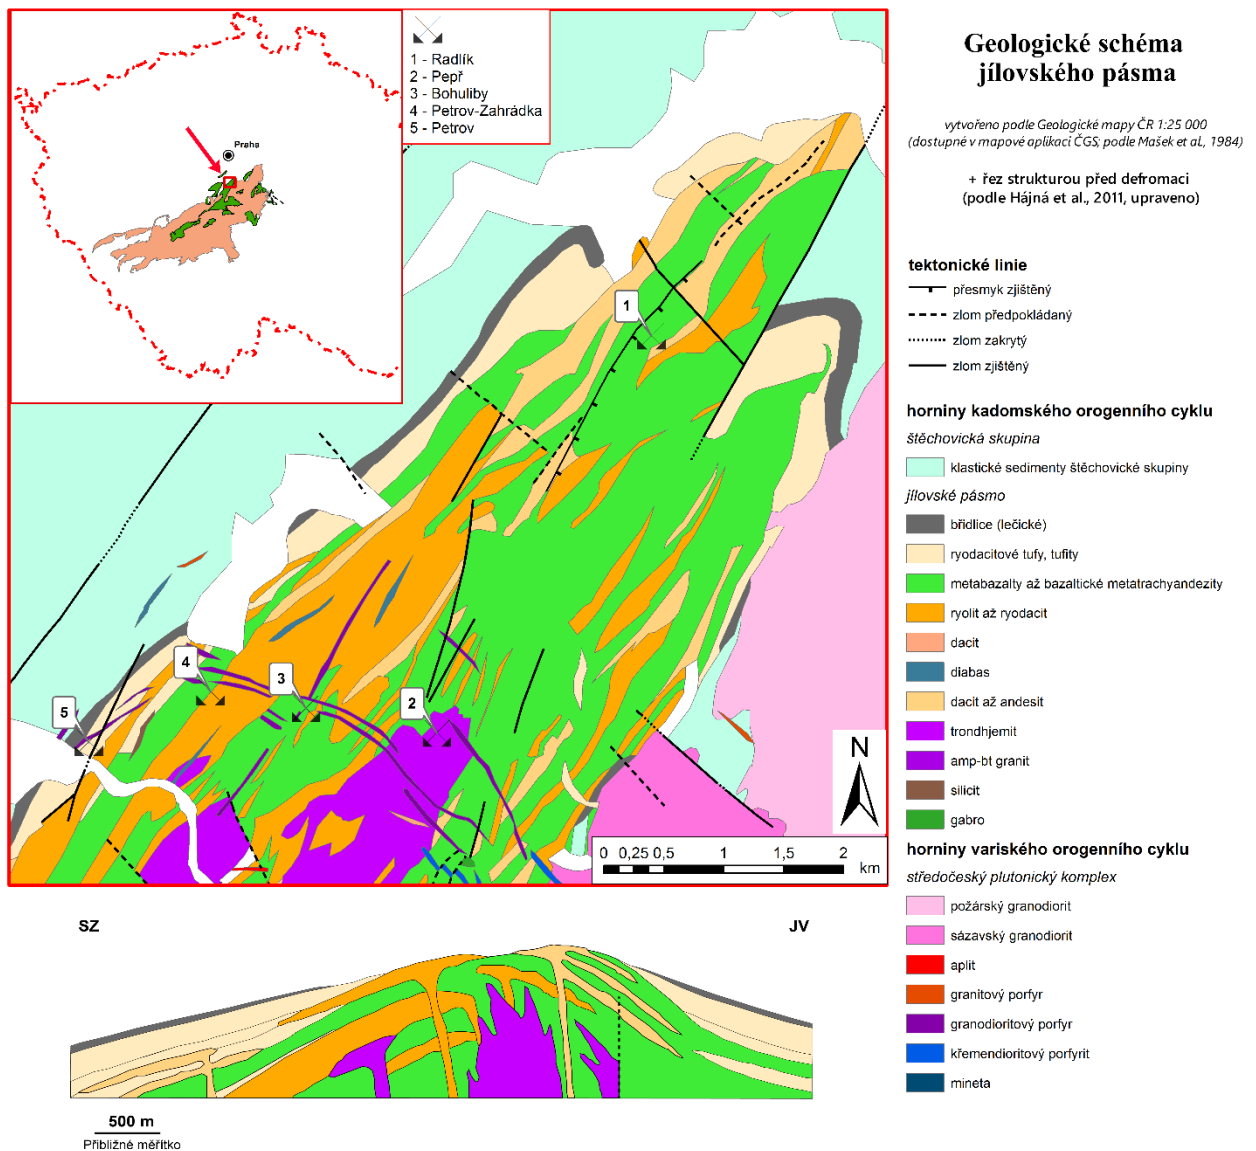 Praha
1 - Radlík
2 - Pepř
3 - Bohuliby
4 - Petrov-Zahrádka
5 - Petrov
Geologické schéma
jílovského pásma
vytvořeno podle Geologické mapy ČR 1:25 000
(dostupné v mapové aplikaci ČGS; podle Mašek et al., 1984)
+ řez strukturou před defromaci
(podle Hájná et al., 2011, upraveno)
tektonické linie
přesmyk zjištěný
zlom předpokládaný
zlom zakrytý
zlom zjištěný
horniny kadomského orogenního cyklu
štěchovická skupina
klastické sedimenty štěchovické skupiny
jílovské pásmo
břidlice (lečické)
ryodacitové tufy, tufity
metabazalty až bazaltické metatrachyandezity
ryolit až ryodacit
dacit
diabas
dacit až andesit
trondhjemit
amp-bt granit
silicit
gabro
horniny variského orogenního cyklu
středočeský plutonický komplex
požárský granodiorit
sázavský granodiorit
aplit
granitový porfyr
granodioritový porfyr
křemendioritový porfyrit
mineta
1
2
3
4
5
N
0 0,25 0,5 1 1,5 2
km
SZ
JV
500 m
Přibližné měřítko